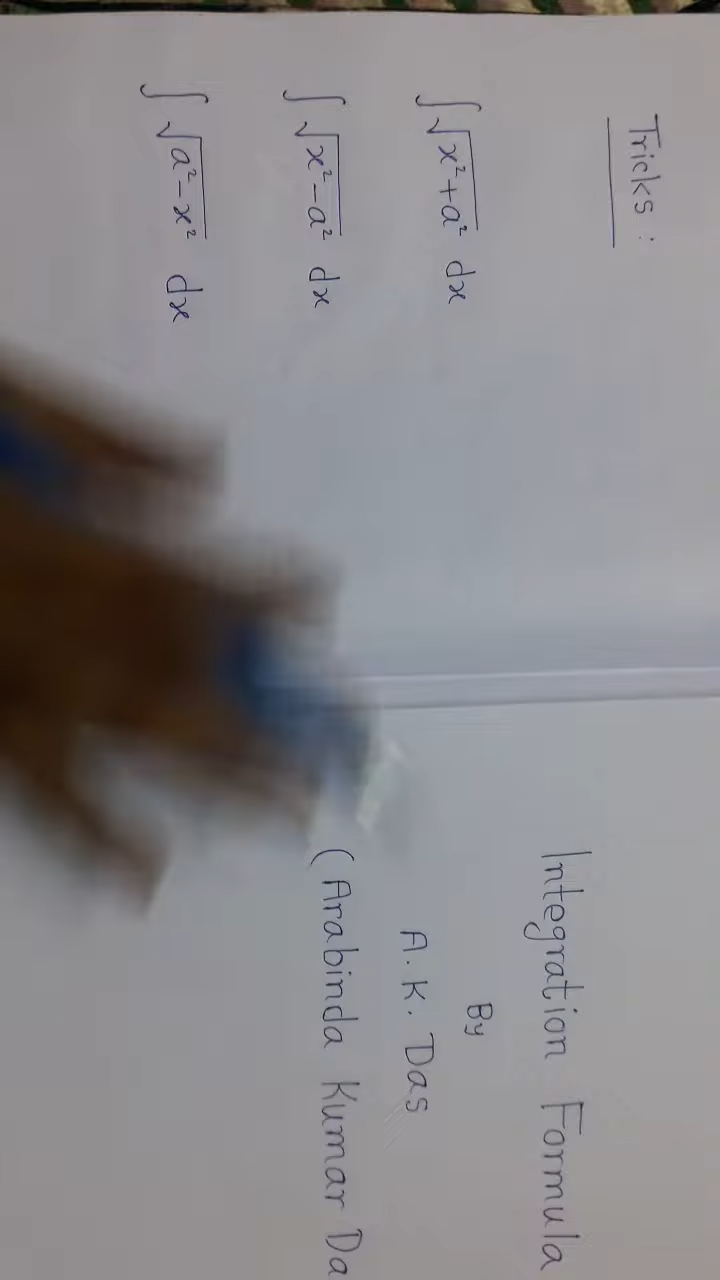 Tricks :
∫ √x²+a² dx
∫ √x²-a² dx
∫ √a²-x² dx
Integration Formula
By
A. K. Das
(Arabinda Kumar Da